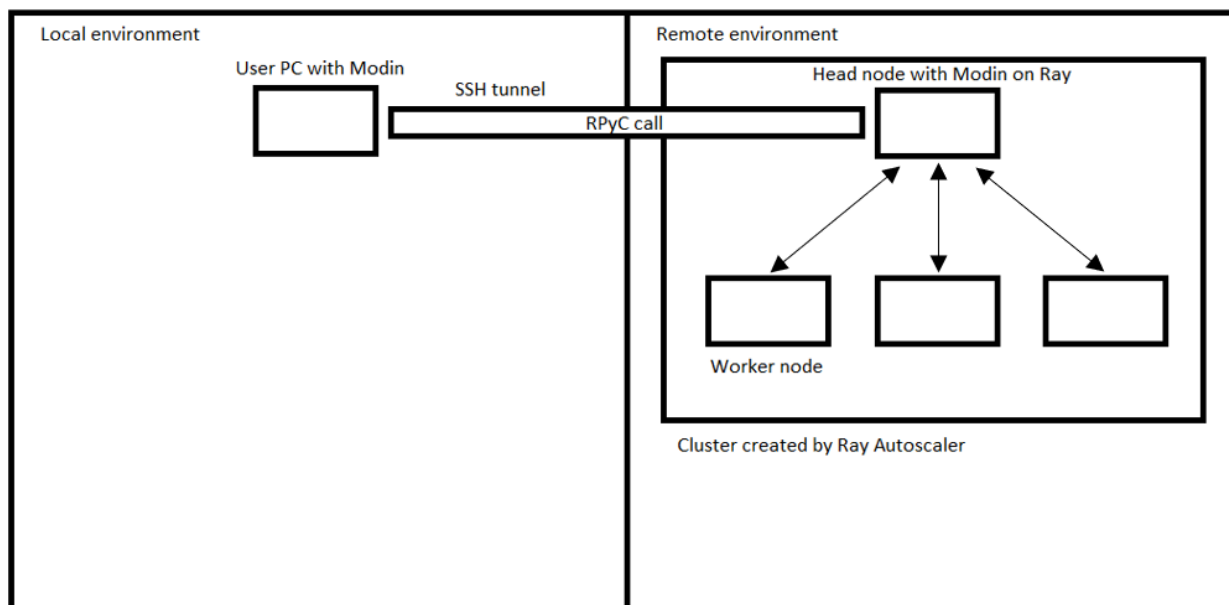 Local environment
User PC with Modin
SSH tunnel
RPyC call
Remote environment
Head node with Modin on Ray
Worker node
Cluster created by Ray Autoscaler